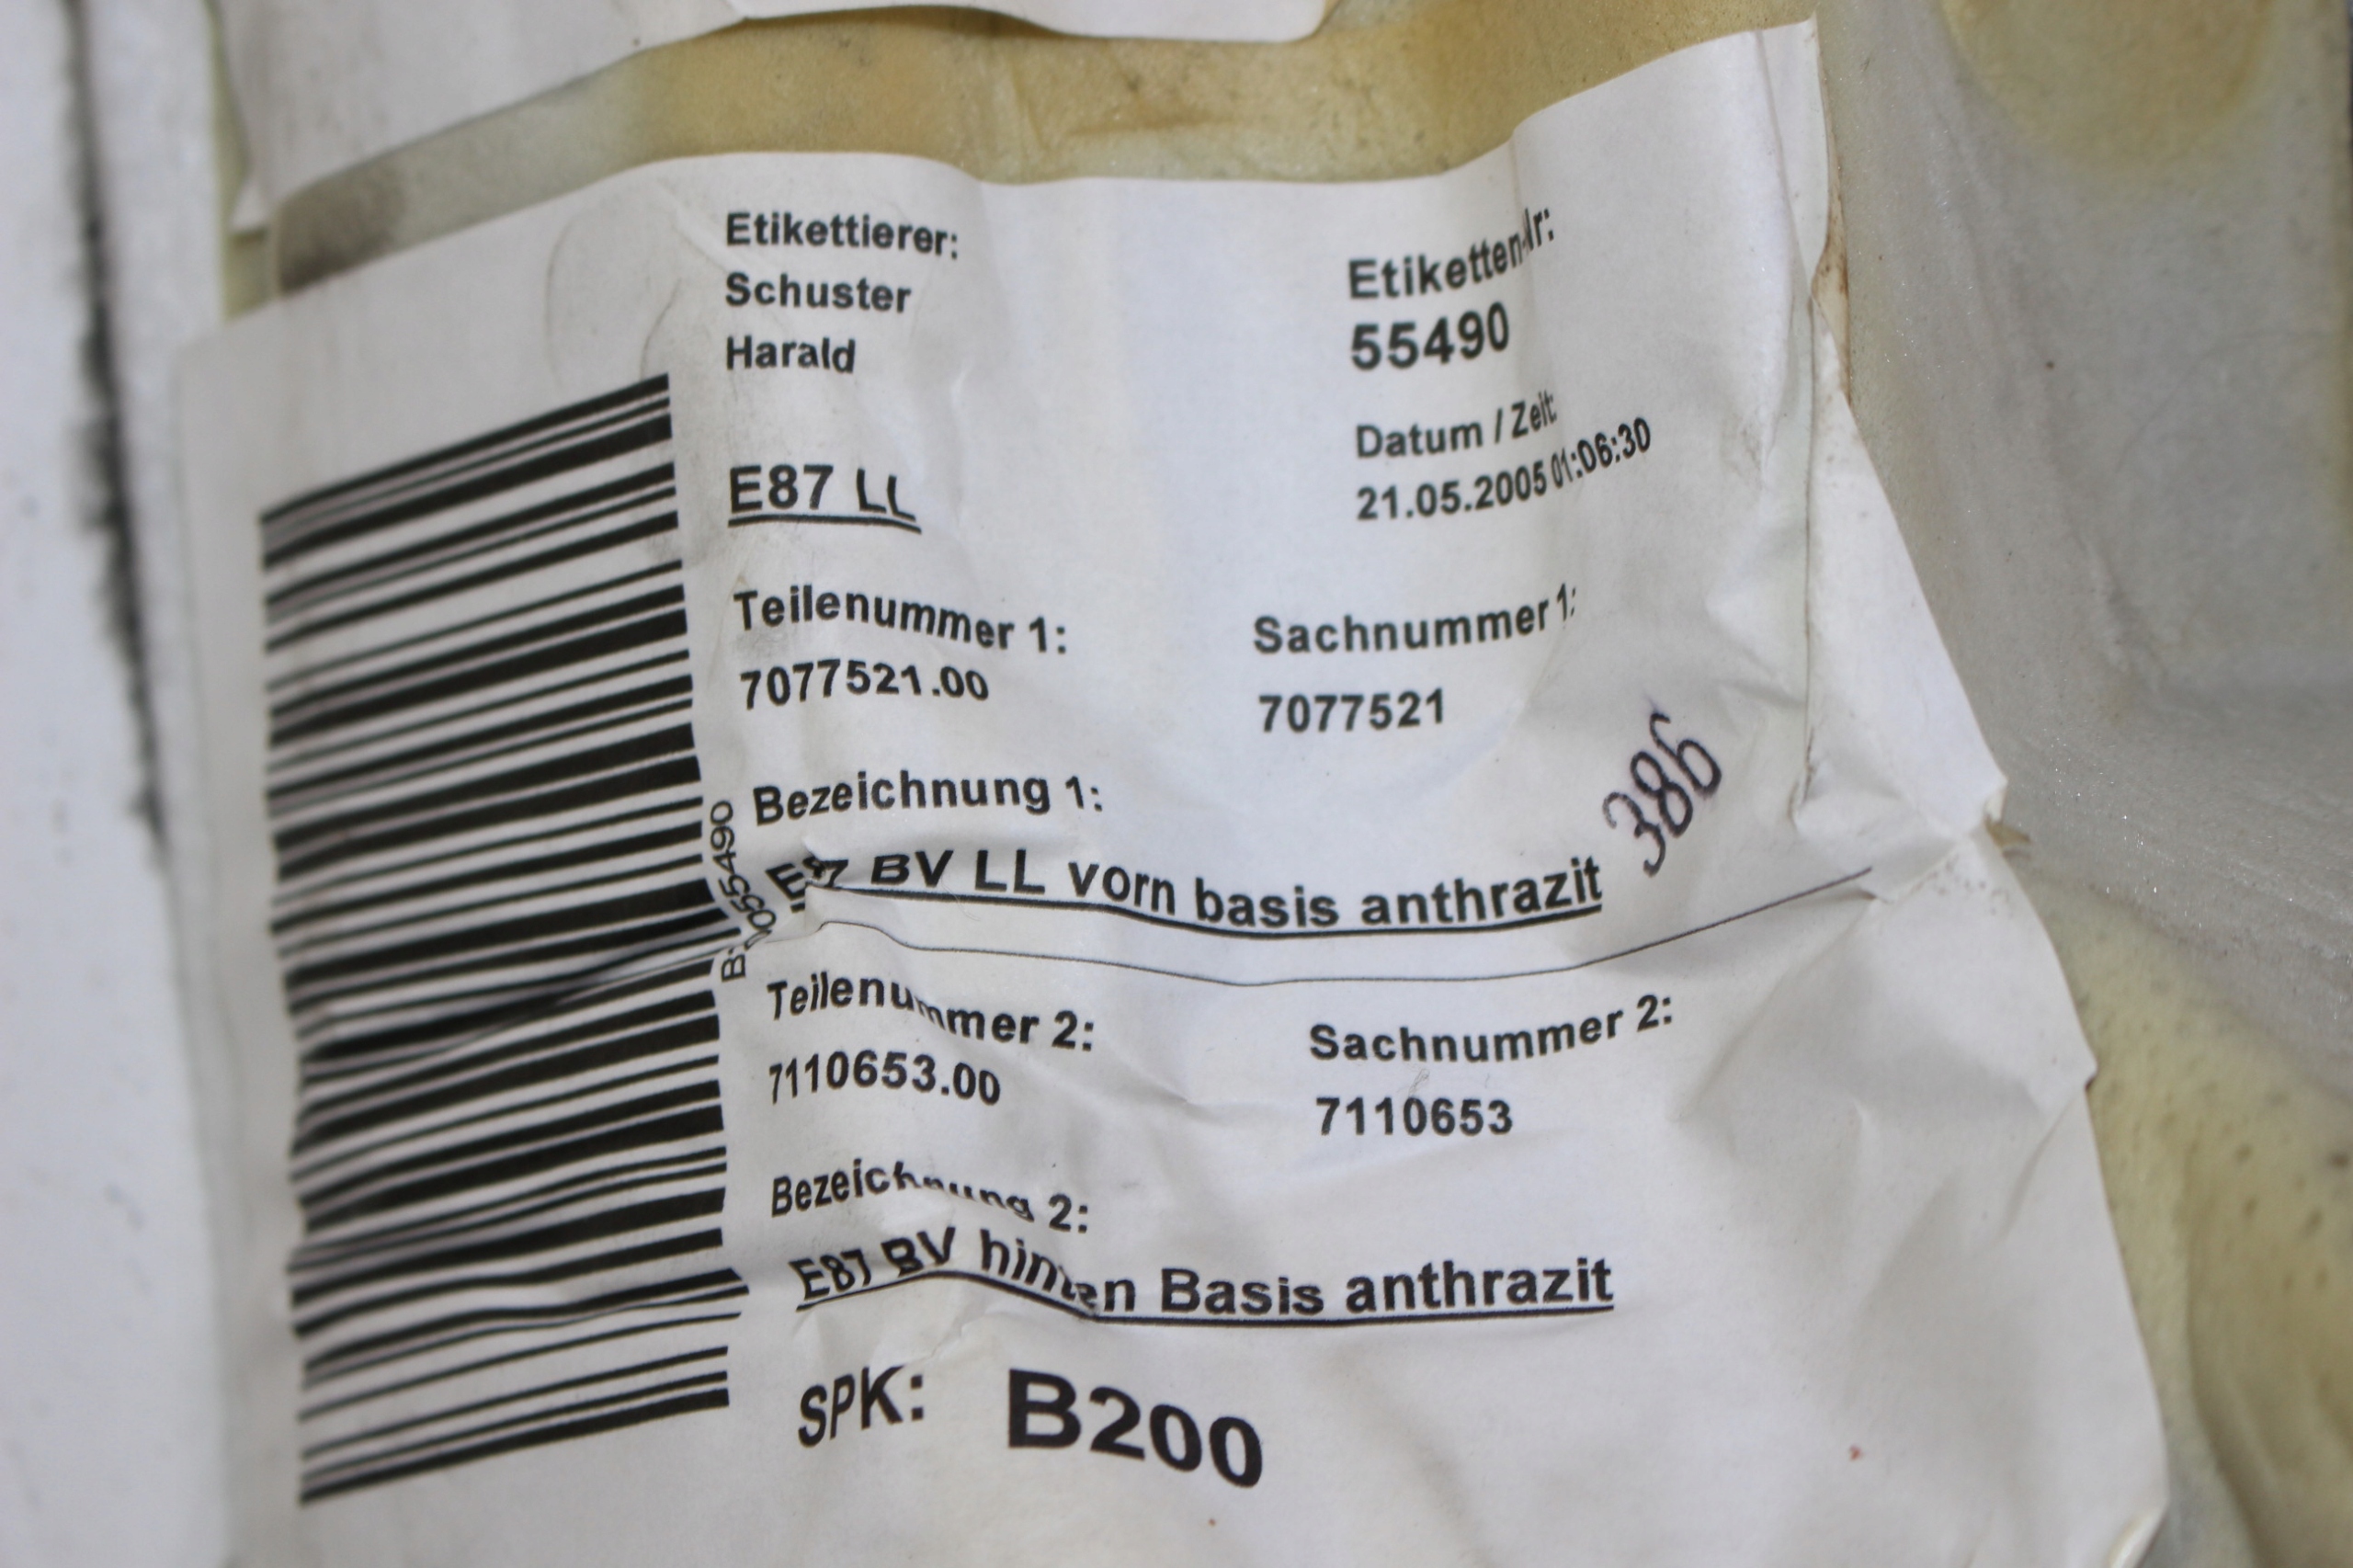 Etikettierer:
Schuster
Harald
Etiketten-Nr:
55490
Datum / Zeit:
21.05.2005 01:06:30
E87 LL
Teilenummer 1:
7077521.00
Sachnummer 1:
7077521
Bezeichnung 1:
E87 BV LL vorn basis anthrazit
386
Teilenummer 2:
7110653.00
Sachnummer 2:
7110653
Bezeichnung 2:
E87 BV hinten Basis anthrazit
SPK: B200